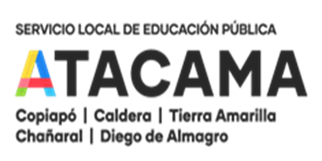 SERVICIO LOCAL DE EDUCACIÓN PÚBLICA
ATACAMA
Copiapó | Caldera | Tierra Amarilla
Chañaral | Diego de Almagro